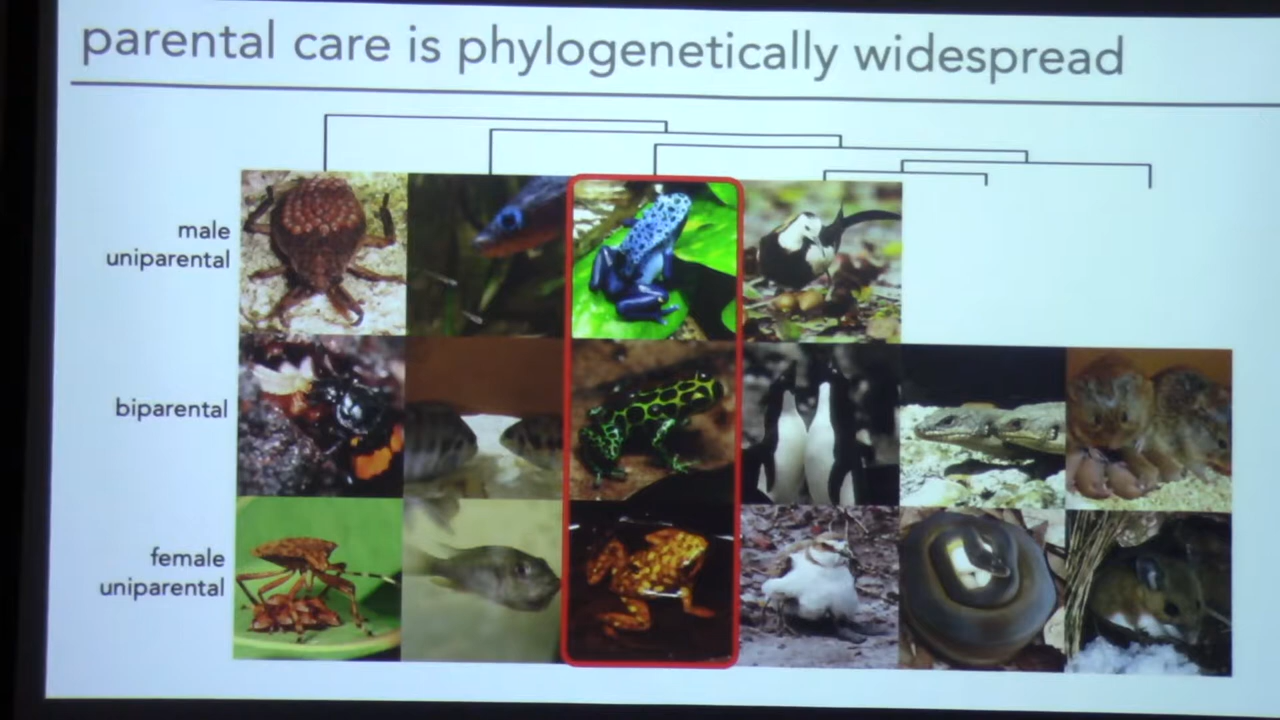 parental care is phylogenetically widespread
male
uniparental
biparental
female
uniparental